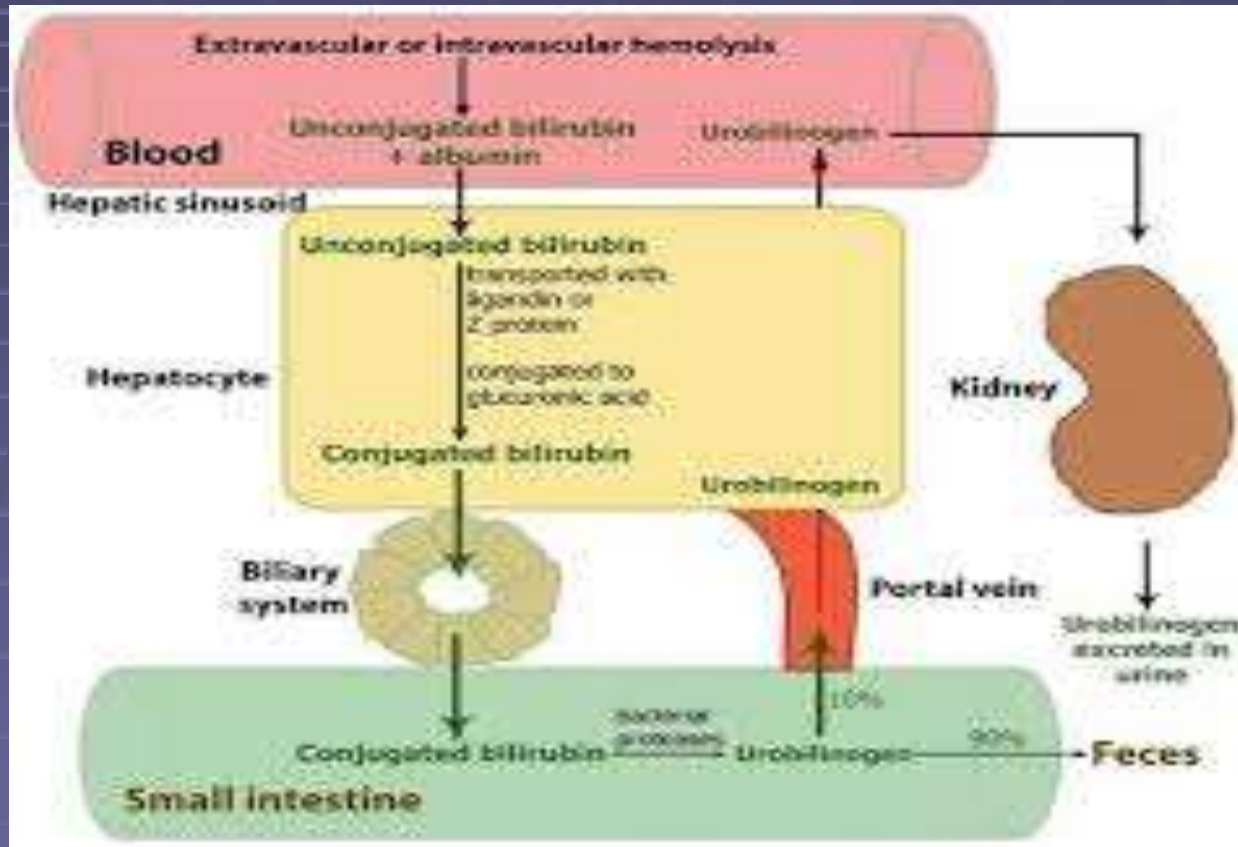 Extravascular or intravascular hemolysis
Unconjugated bilirubin
+ albumin
Urobilinogen
Blood
Hepatic sinusoid
Unconjugated bilirubin
transported with
ligandin or
Z protein
Hepatocyte
conjugated to
glucuronic acid
Kidney
Conjugated bilirubin
Urobilinogen
Biliary
system
Portal vein
Urobilinogen
excreted in
urine
10%
bacterial
proteases
Conjugated bilirubin
Urobilinogen
90%
Feces
Small intestine